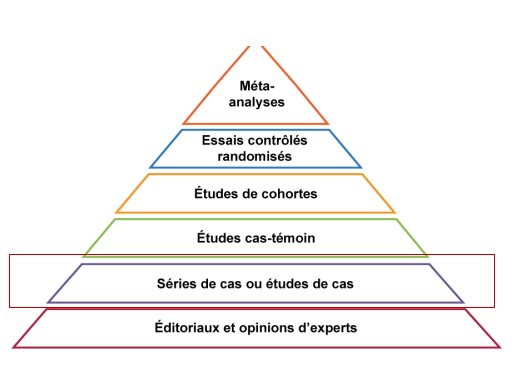 Méta-
analyses
Essais contrôlés
randomisés
Études de cohortes
Études cas-témoin
Séries de cas ou études de cas
Éditoriaux et opinions d’experts